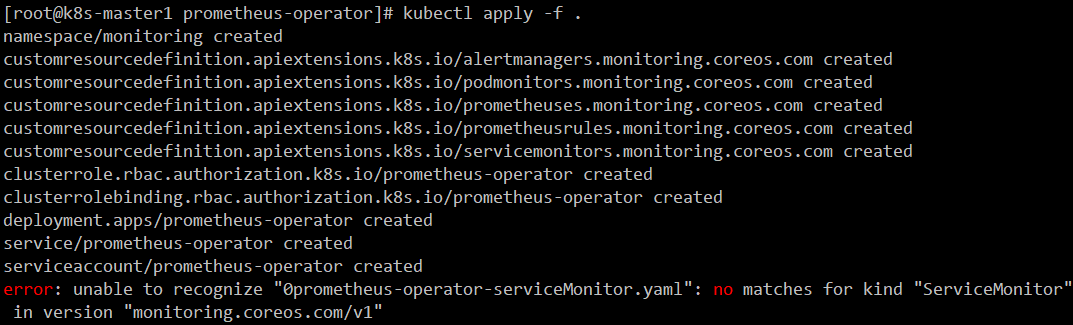 [root@k8s-master1 prometheus-operator]# kubectl apply -f .
namespace/monitoring created
customresourcedefinition.apiextensions.k8s.io/alertmanagers.monitoring.coreos.com created
customresourcedefinition.apiextensions.k8s.io/podmonitors.monitoring.coreos.com created
customresourcedefinition.apiextensions.k8s.io/prometheuses.monitoring.coreos.com created
customresourcedefinition.apiextensions.k8s.io/prometheusrules.monitoring.coreos.com created
customresourcedefinition.apiextensions.k8s.io/servicemonitors.monitoring.coreos.com created
clusterrole.rbac.authorization.k8s.io/prometheus-operator created
clusterrolebinding.rbac.authorization.k8s.io/prometheus-operator created
deployment.apps/prometheus-operator created
service/prometheus-operator created
serviceaccount/prometheus-operator created
error: unable to recognize "0prometheus-operator-serviceMonitor.yaml": no matches for kind "ServiceMonitor"
 in version "monitoring.coreos.com/v1"